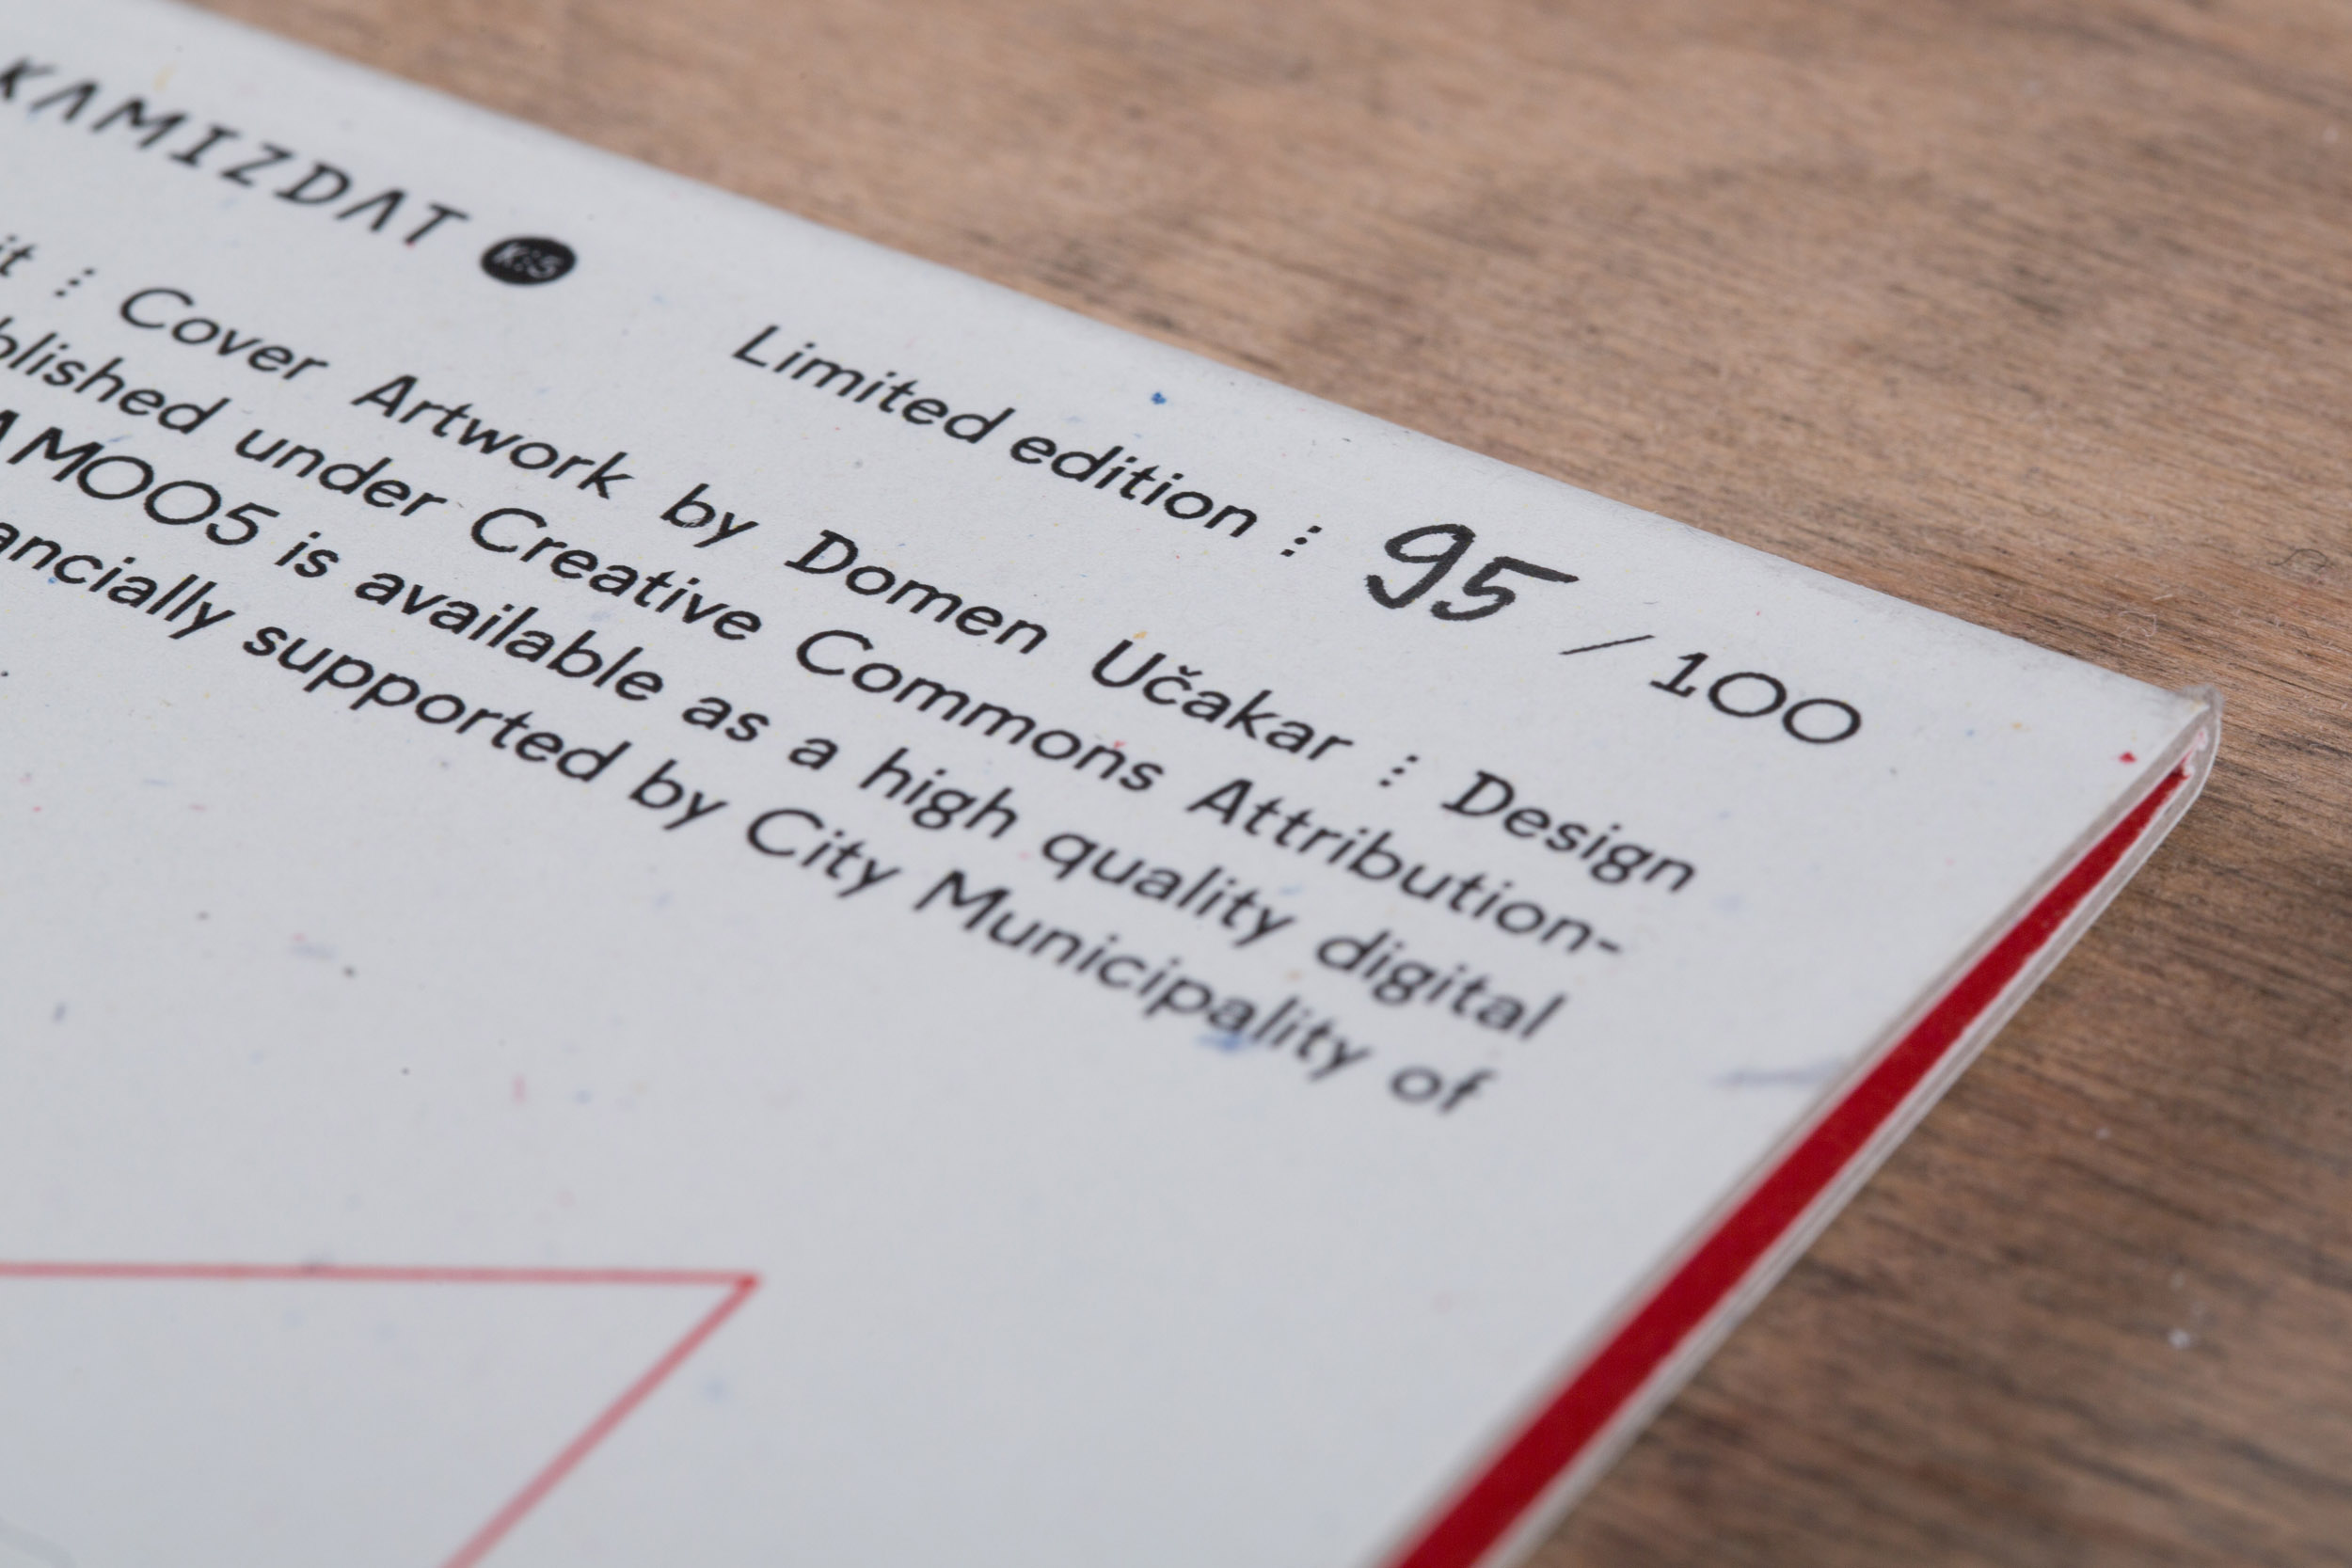 KAMIZDAT K:5
Limited edition ⋮ 95 / 100
it ⋮ Cover Artwork by Domen Učakar ⋮ Design
blished under Creative Commons Attribution-
AM005 is available as a high quality digital
ancially supported by City Municipality of